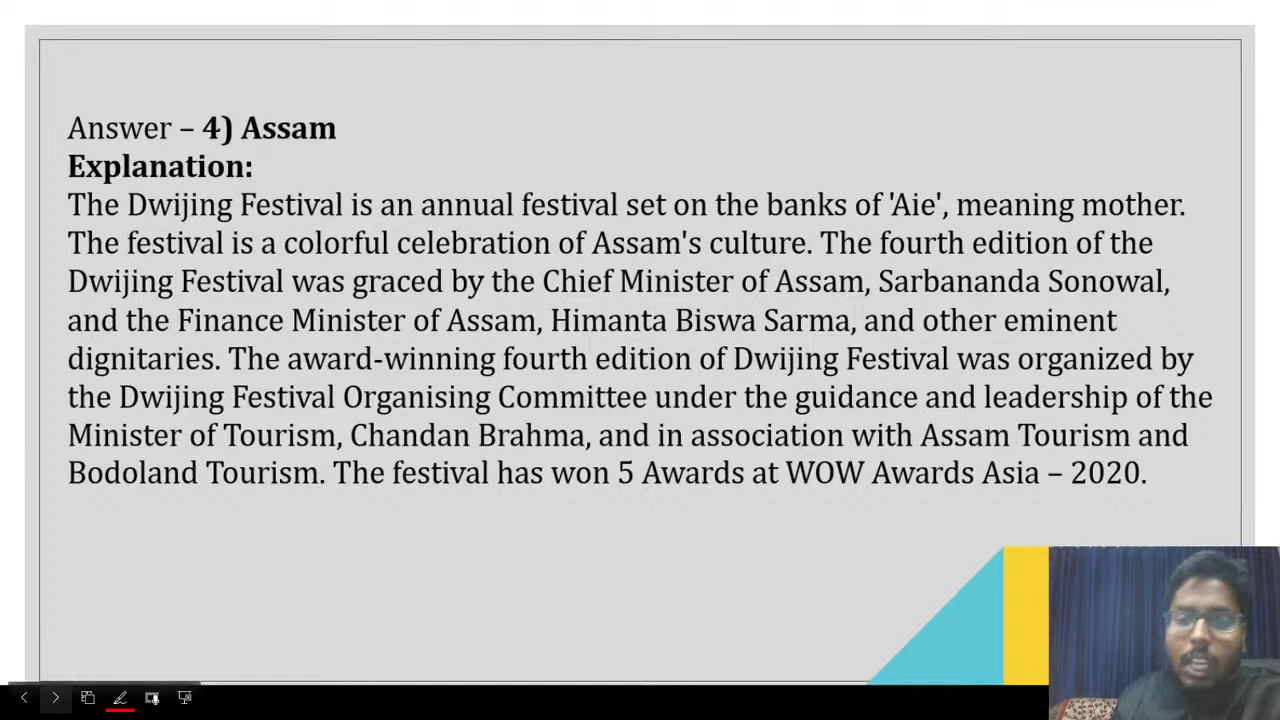 Answer – 4) Assam
Explanation:
The Dwijing Festival is an annual festival set on the banks of 'Aie', meaning mother.
The festival is a colorful celebration of Assam's culture. The fourth edition of the
Dwijing Festival was graced by the Chief Minister of Assam, Sarbananda Sonowal,
and the Finance Minister of Assam, Himanta Biswa Sarma, and other eminent
dignitaries. The award-winning fourth edition of Dwijing Festival was organized by
the Dwijing Festival Organising Committee under the guidance and leadership of the
Minister of Tourism, Chandan Brahma, and in association with Assam Tourism and
Bodoland Tourism. The festival has won 5 Awards at WOW Awards Asia – 2020.